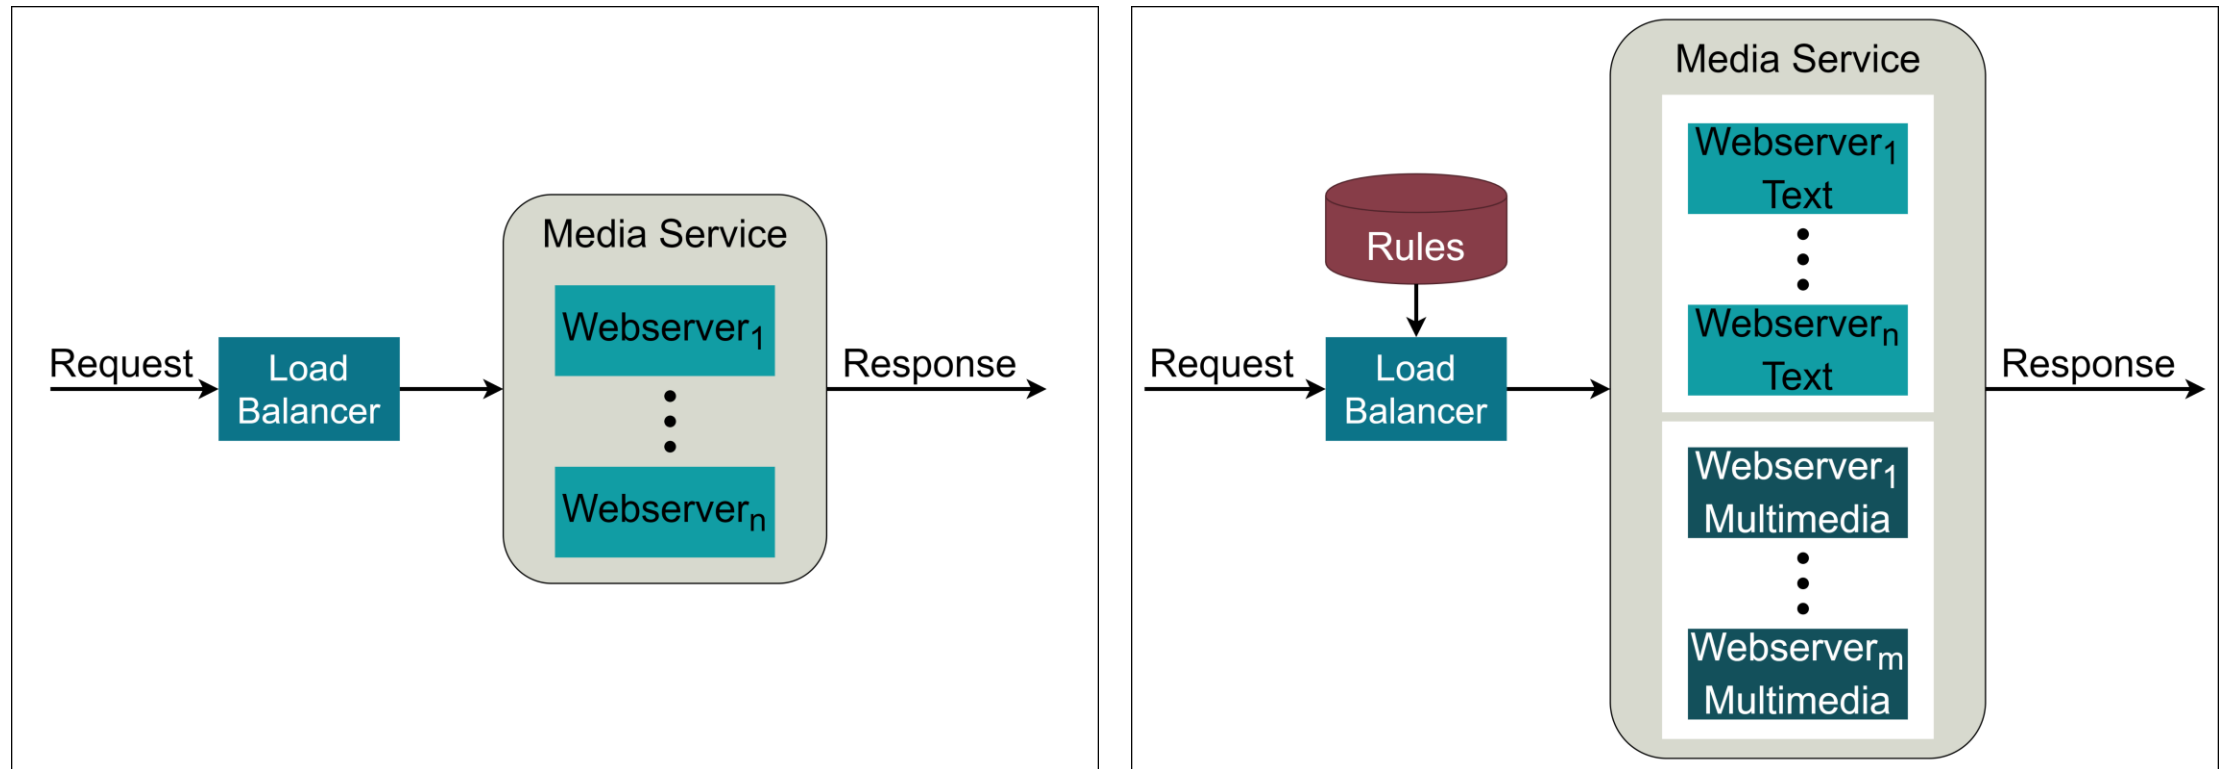 Media Service
Webserver1
Webservern
Request
Load
Balancer
Response
Media Service
Webserver1
Text
Webservern
Text
Rules
Request
Load
Balancer
Response
Webserver1
Multimedia
Webserverm
Multimedia